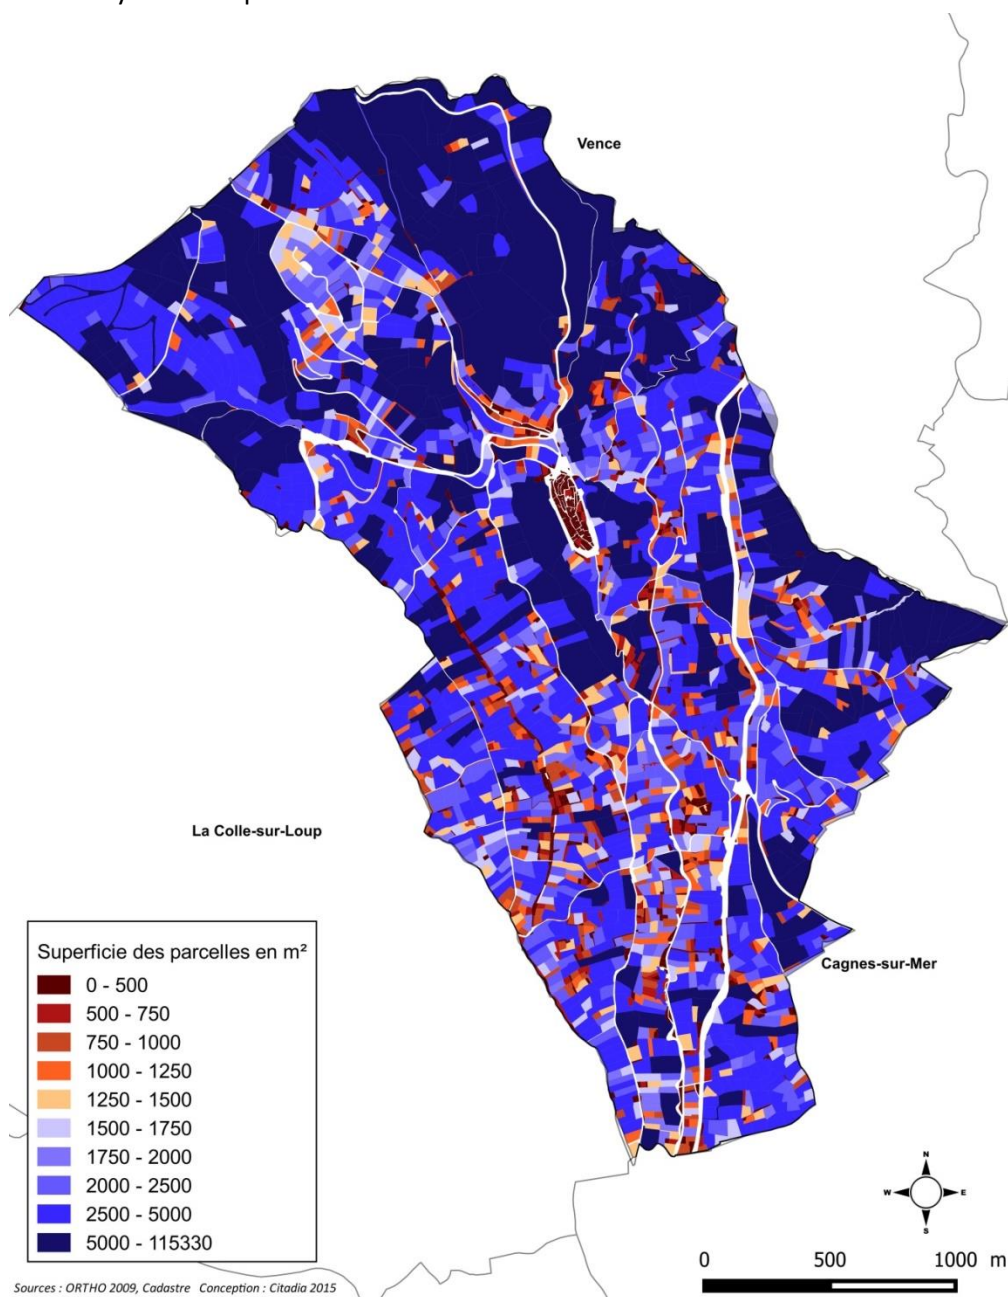 Vence
La Colle-sur-Loup
Cagnes-sur-Mer
Superficie des parcelles en m²
0 - 500
500 - 750
750 - 1000
1000 - 1250
1250 - 1500
1500 - 1750
1750 - 2000
2000 - 2500
2500 - 5000
5000 - 115330
N
W E
S
0 500 1000 m
Sources : ORTHO 2009, Cadastre Conception : Citadia 2015